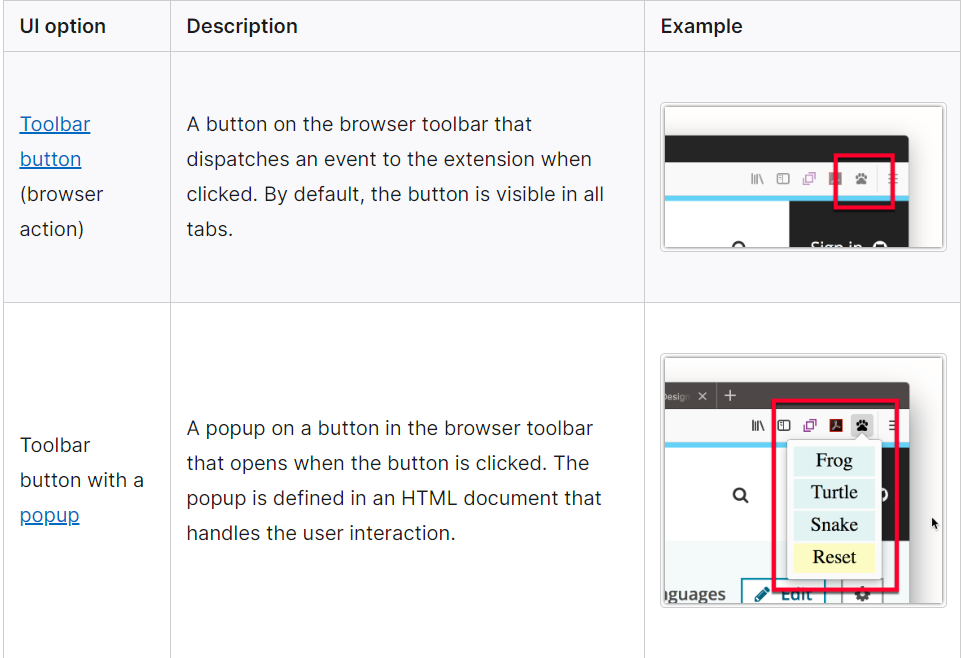 UI option
Description
Example
Toolbar
button
(browser
action)
A button on the browser toolbar that
dispatches an event to the extension when
clicked. By default, the button is visible in all
tabs.
Sign in
Toolbar
button with a
popup
A popup on a button in the browser toolbar
that opens when the button is clicked. The
popup is defined in an HTML document that
handles the user interaction.
Design
Frog
Turtle
Snake
Reset
nguages
Edit